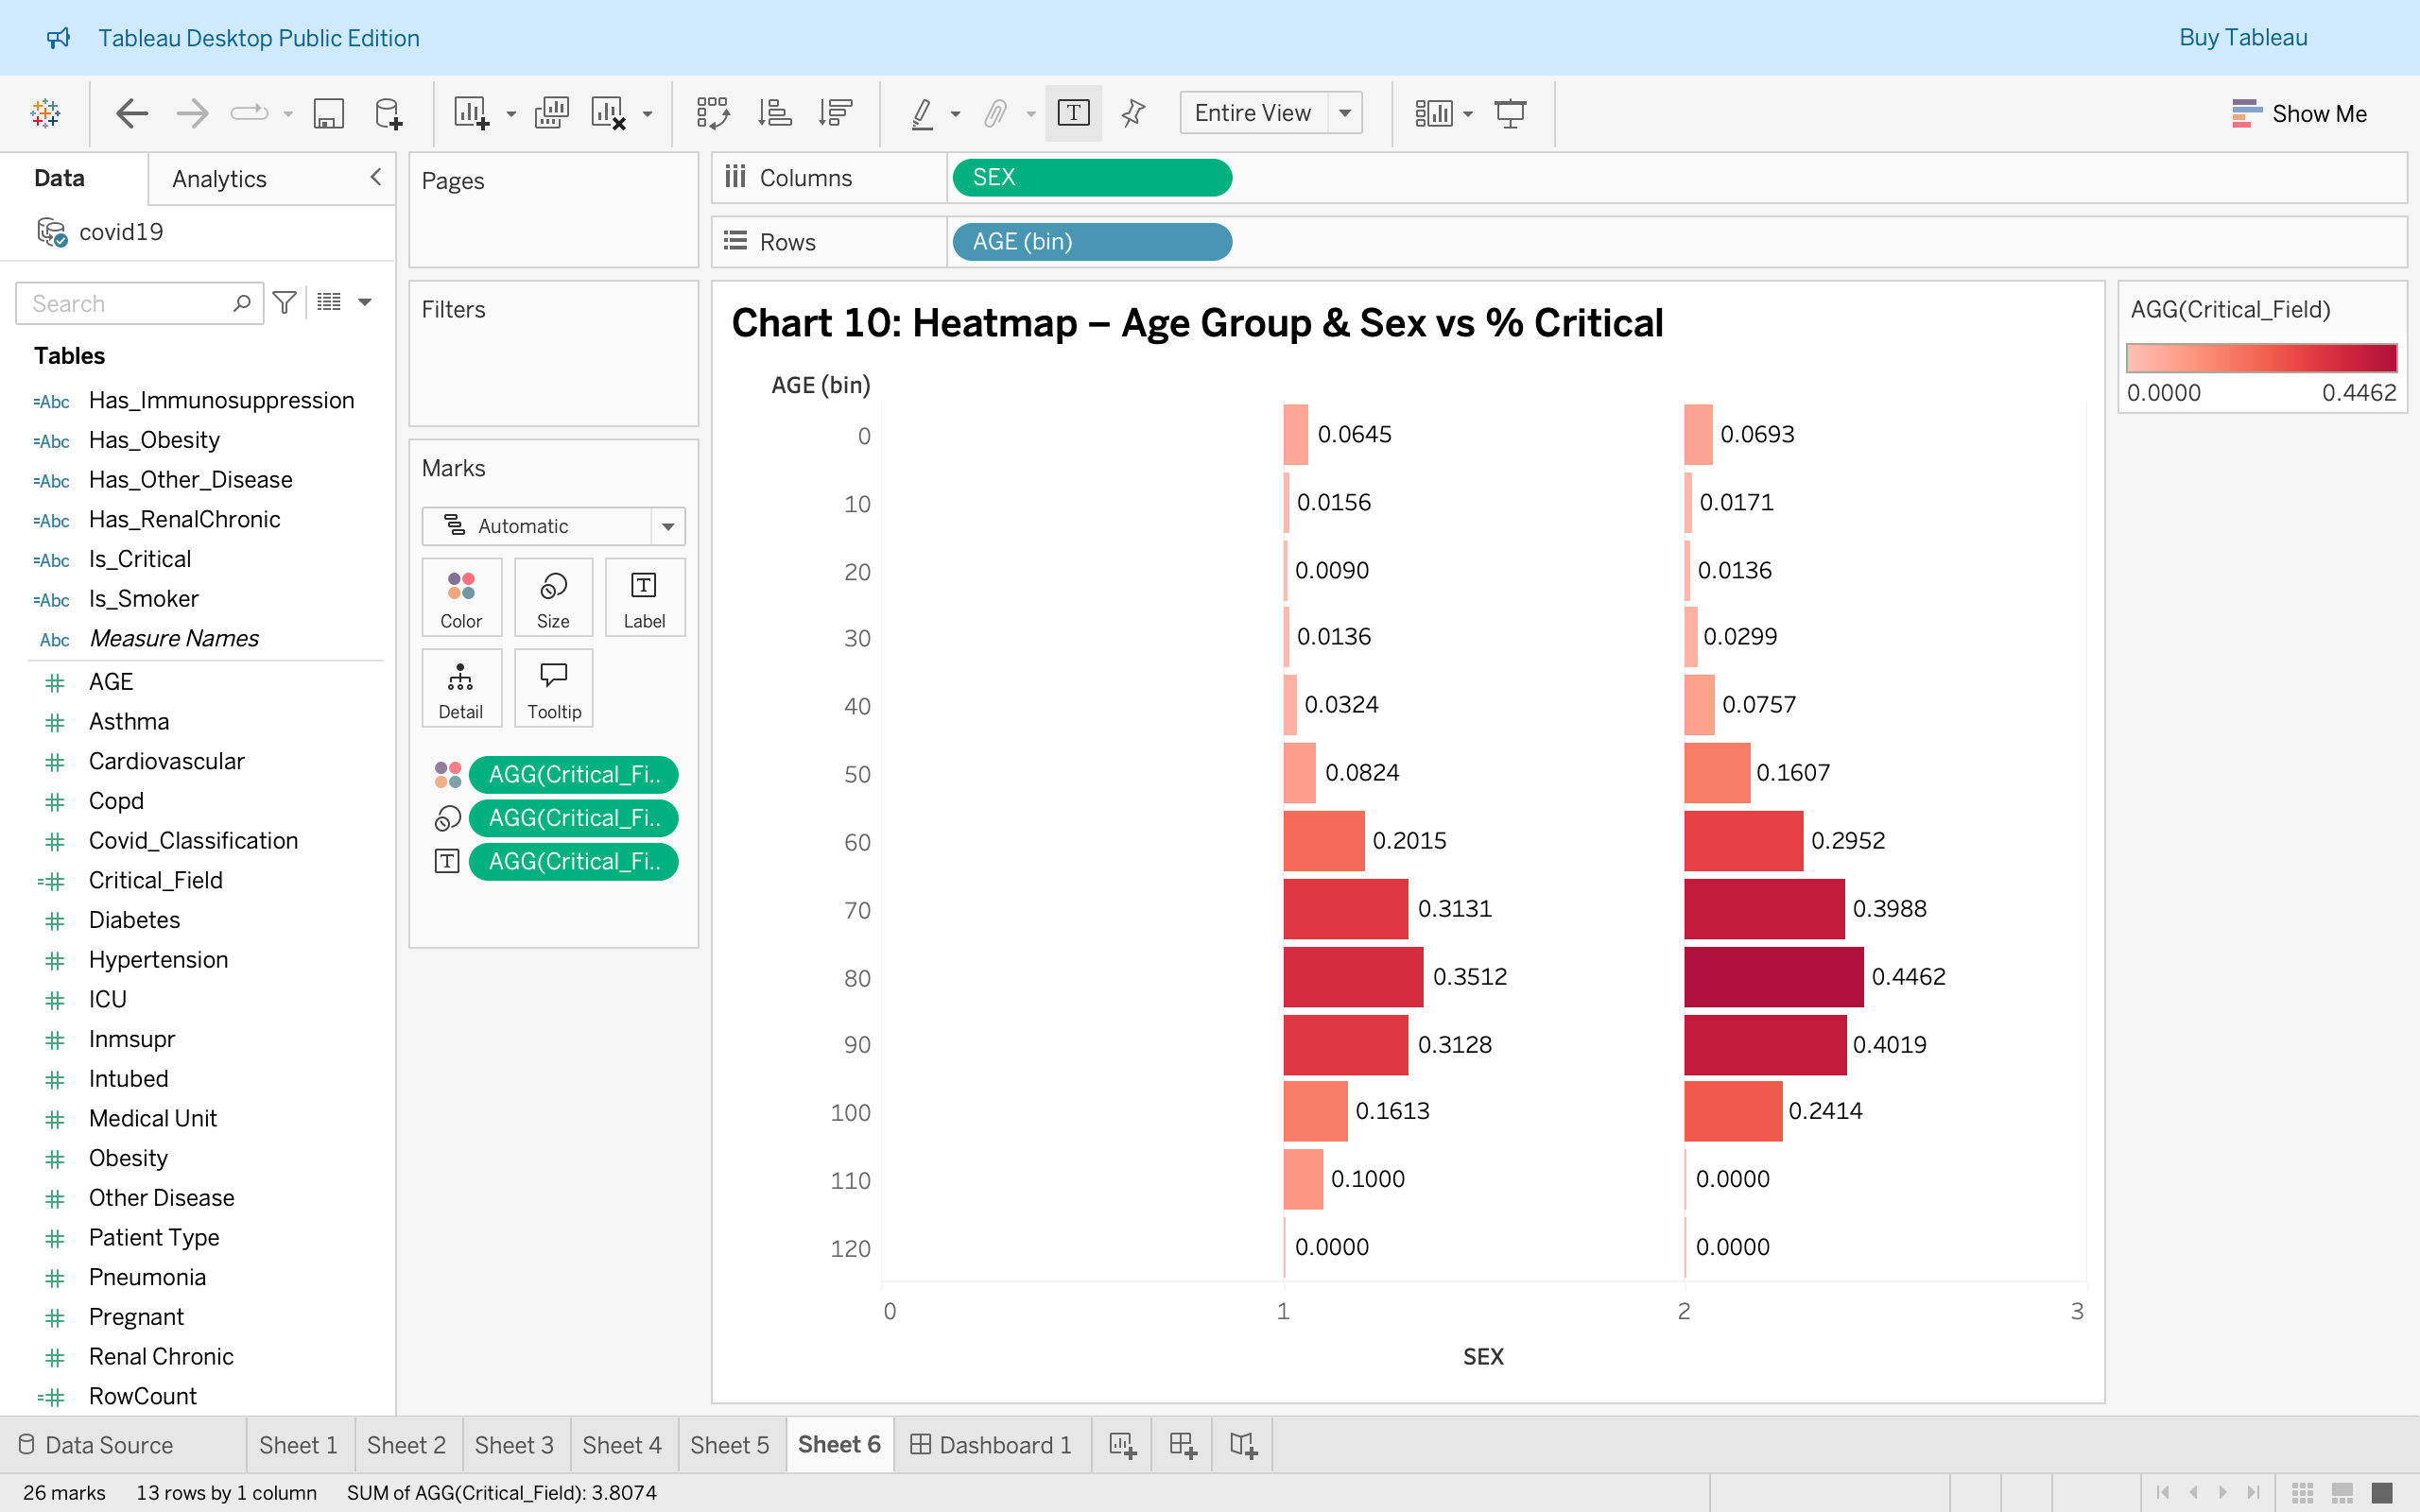 Tableau Desktop Public Edition
Buy Tableau
Entire View
Show Me
Data
Analytics
covid19
Search
Tables
=Abc Has_Immunosuppression
=Abc Has_Obesity
=Abc Has_Other_Disease
=Abc Has_RenalChronic
=Abc Is_Critical
=Abc Is_Smoker
Abc Measure Names
# AGE
# Asthma
# Cardiovascular
# Copd
# Covid_Classification
=# Critical_Field
# Diabetes
# Hypertension
# ICU
# Inmsupr
# Intubed
# Medical Unit
# Obesity
# Other Disease
# Patient Type
# Pneumonia
# Pregnant
# Renal Chronic
=# RowCount
Pages
Filters
Marks
Automatic
Color
Size
T
Label
Detail
Tooltip
AGG(Critical_Fi..
AGG(Critical_Fi..
T AGG(Critical_Fi..
Columns
SEX
Rows
AGE (bin)
Chart 10: Heatmap – Age Group & Sex vs % Critical
AGE (bin)
0 0.0645 0.0693
10 0.0156 0.0171
20 0.0090 0.0136
30 0.0136 0.0299
40 0.0324 0.0757
50 0.0824 0.1607
60 0.2015 0.2952
70 0.3131 0.3988
80 0.3512 0.4462
90 0.3128 0.4019
100 0.1613 0.2414
110 0.1000 0.0000
120 0.0000 0.0000
0 1 2 3
SEX
AGG(Critical_Field)
0.0000 0.4462
Data Source
Sheet 1
Sheet 2
Sheet 3
Sheet 4
Sheet 5
Sheet 6
Dashboard 1
26 marks
13 rows by 1 column
SUM of AGG(Critical_Field): 3.8074